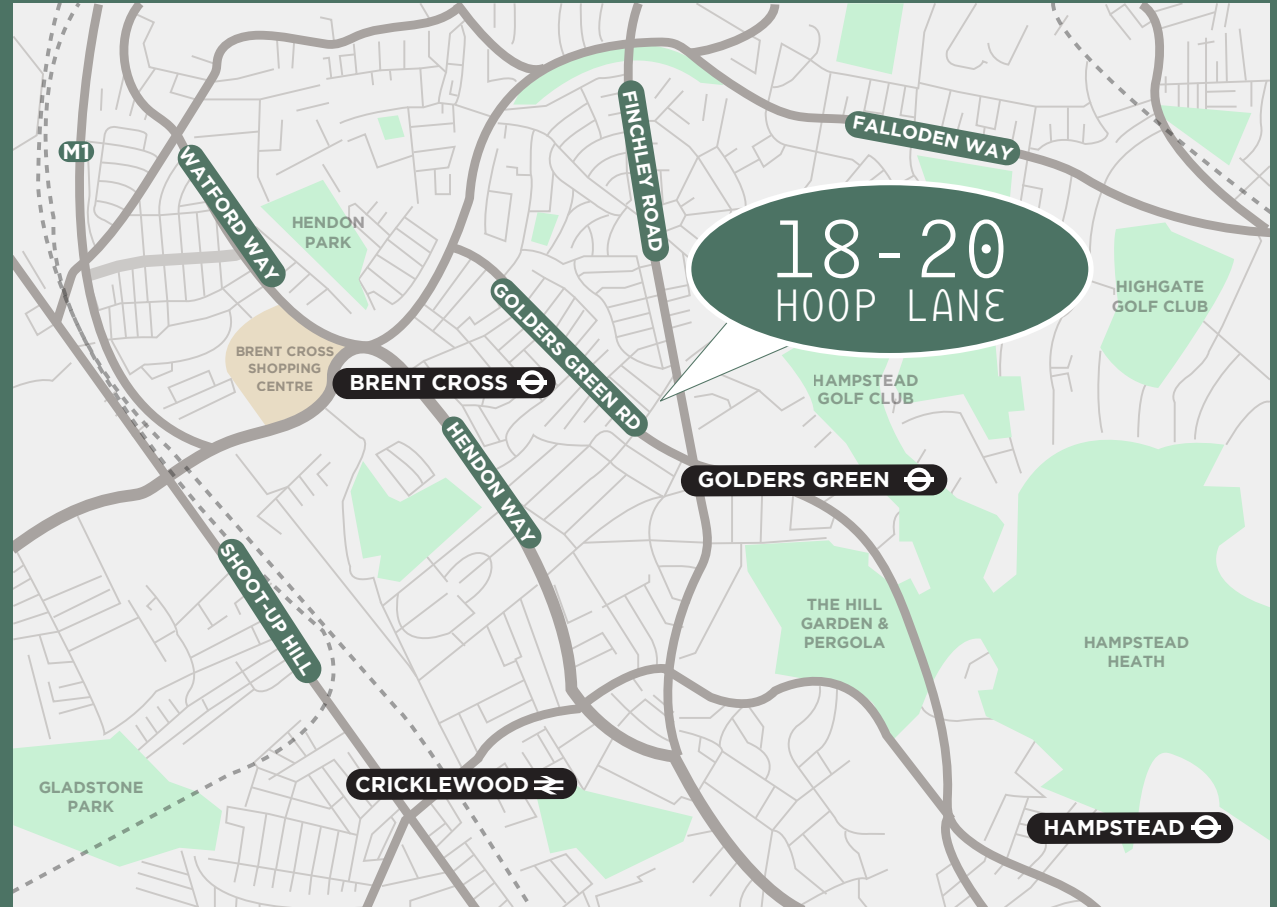 M1
WATFORD WAY
HENDON
PARK
FINCHLEY ROAD
FALLODEN WAY
18-20
HOOP LANE
HIGHGATE
GOLF CLUB
GOLDERS GREEN RD
BRENT CROSS
SHOPPING
CENTRE
BRENT CROSS
HAMPSTEAD
GOLF CLUB
HENDON WAY
GOLDERS GREEN
SHOOT-UP HILL
THE HILL
GARDEN &
PERGOLA
HAMPSTEAD
HEATH
GLADSTONE
PARK
CRICKLEWOOD
HAMPSTEAD